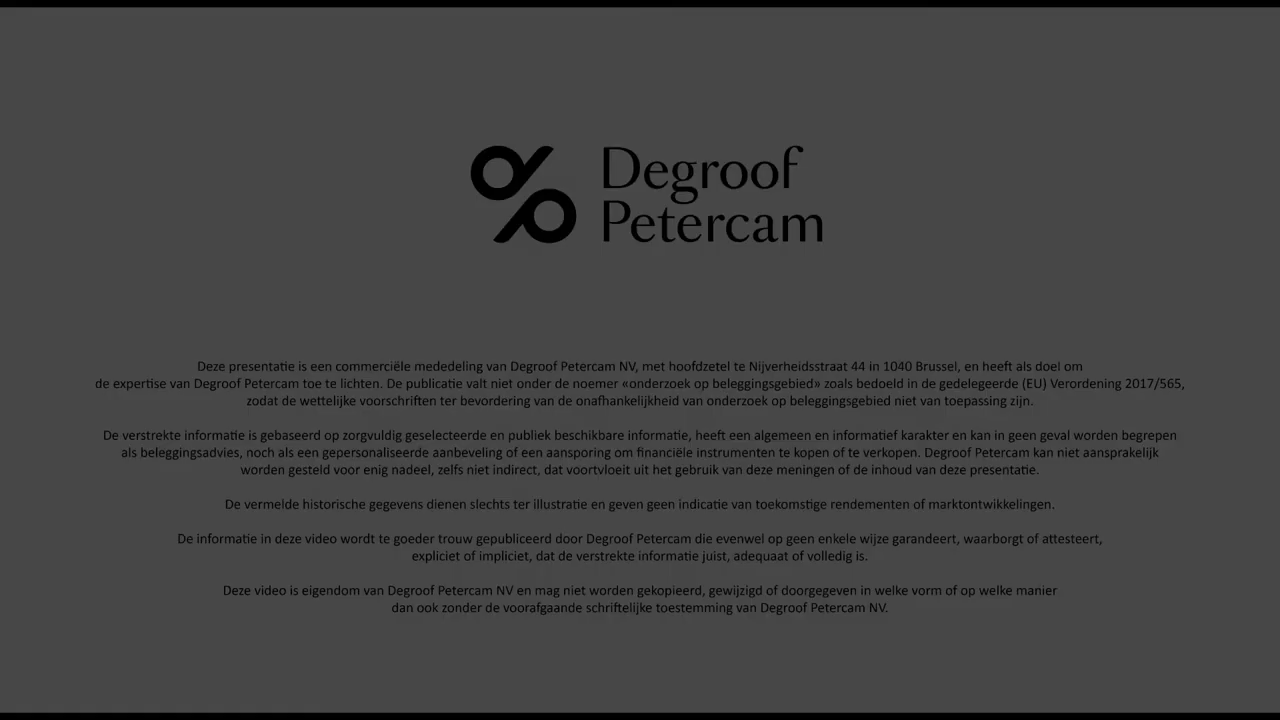 Degroof
Petercam
Deze presentatie is een commerciële mededeling van Degroof Petercam NV, met hoofdzetel te Nijverheidsstraat 44 in 1040 Brussel, en heeft als doel om
de expertise van Degroof Petercam toe te lichten. De publicatie valt niet onder de noemer «onderzoek op beleggingsgebied» zoals bedoeld in de gedelegeerde (EU) Verordening 2017/565,
zodat de wettelijke voorschriften ter bevordering van de onafhankelijkheid van onderzoek op beleggingsgebied niet van toepassing zijn.
De verstrekte informatie is gebaseerd op zorgvuldig geselecteerde en publiek beschikbare informatie, heeft een algemeen en informatief karakter en kan in geen geval worden begrepen
als beleggingsadvies, noch als een gepersonaliseerde aanbeveling of een aansporing om financiële instrumenten te kopen of te verkopen. Degroof Petercam kan niet aansprakelijk
worden gesteld voor enig nadeel, zelfs niet indirect, dat voortvloeit uit het gebruik van deze meningen of de inhoud van deze presentatie.
De vermelde historische gegevens dienen slechts ter illustratie en geven geen indicatie van toekomstige rendementen of marktontwikkelingen.
De informatie in deze video wordt te goeder trouw gepubliceerd door Degroof Petercam die evenwel op geen enkele wijze garandeert, waarborgt of attesteert,
expliciet of impliciet, dat de verstrekte informatie juist, adequaat of volledig is.
Deze video is eigendom van Degroof Petercam NV en mag niet worden gekopieerd, gewijzigd of doorgegeven in welke vorm of op welke manier
dan ook zonder de voorafgaande schriftelijke toestemming van Degroof Petercam NV.